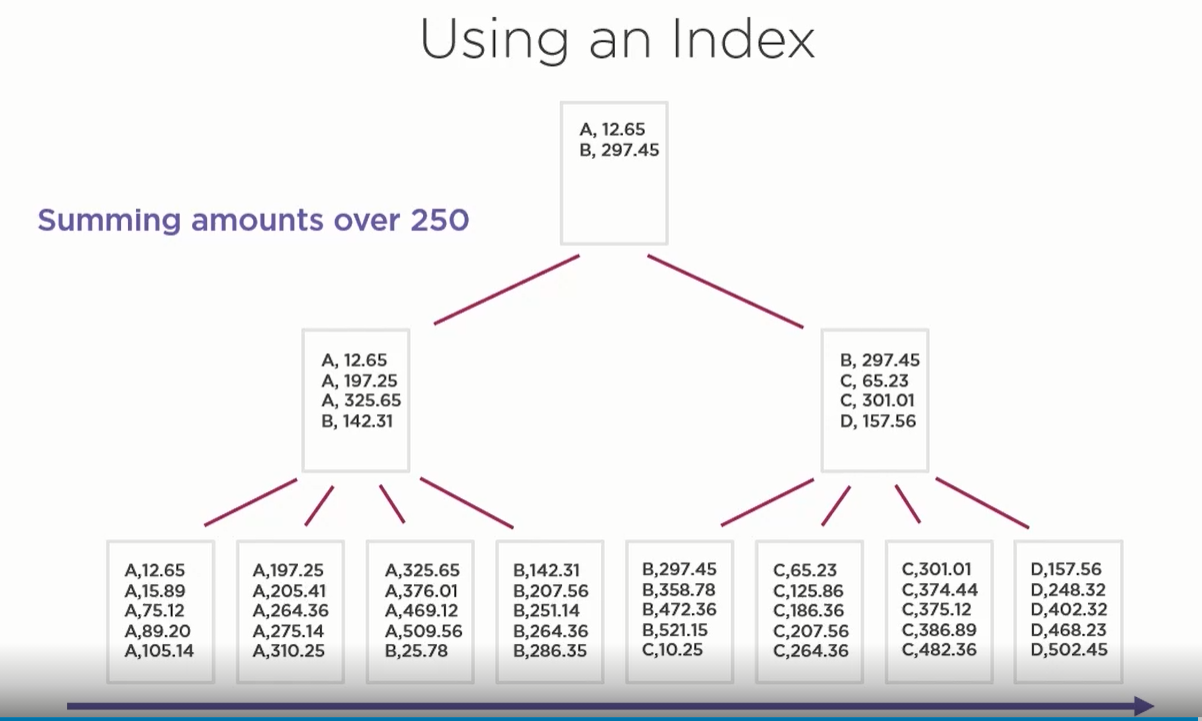 Using an Index
A, 12.65
B, 297.45
Summing amounts over 250
A, 12.65
A, 197.25
A, 325.65
B, 142.31
B, 297.45
C, 65.23
C, 301.01
D, 157.56
A,12.65
A,15.89
A,75.12
A,89.20
A,105.14
A,197.25
A,205.41
A,264.36
A,275.14
A,310.25
A,325.65
A,376.01
A,469.12
A,509.56
B,25.78
B,142.31
B,207.56
B,251.14
B,264.36
B,286.35
B,297.45
B,358.78
B,472.36
B,521.15
C,10.25
C,65.23
C,125.86
C,186.36
C,207.56
C,264.36
C,301.01
C,374.44
C,375.12
C,386.89
C,482.36
D,157.56
D,248.32
D,402.32
D,468.23
D,502.45